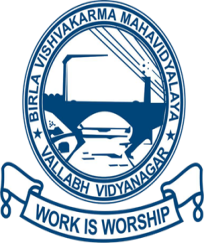 ★ BIRLA VISHVAKARMA MAHAVIDYALAYA ★
VALLABH VIDYANAGAR
WORK IS WORSHIP